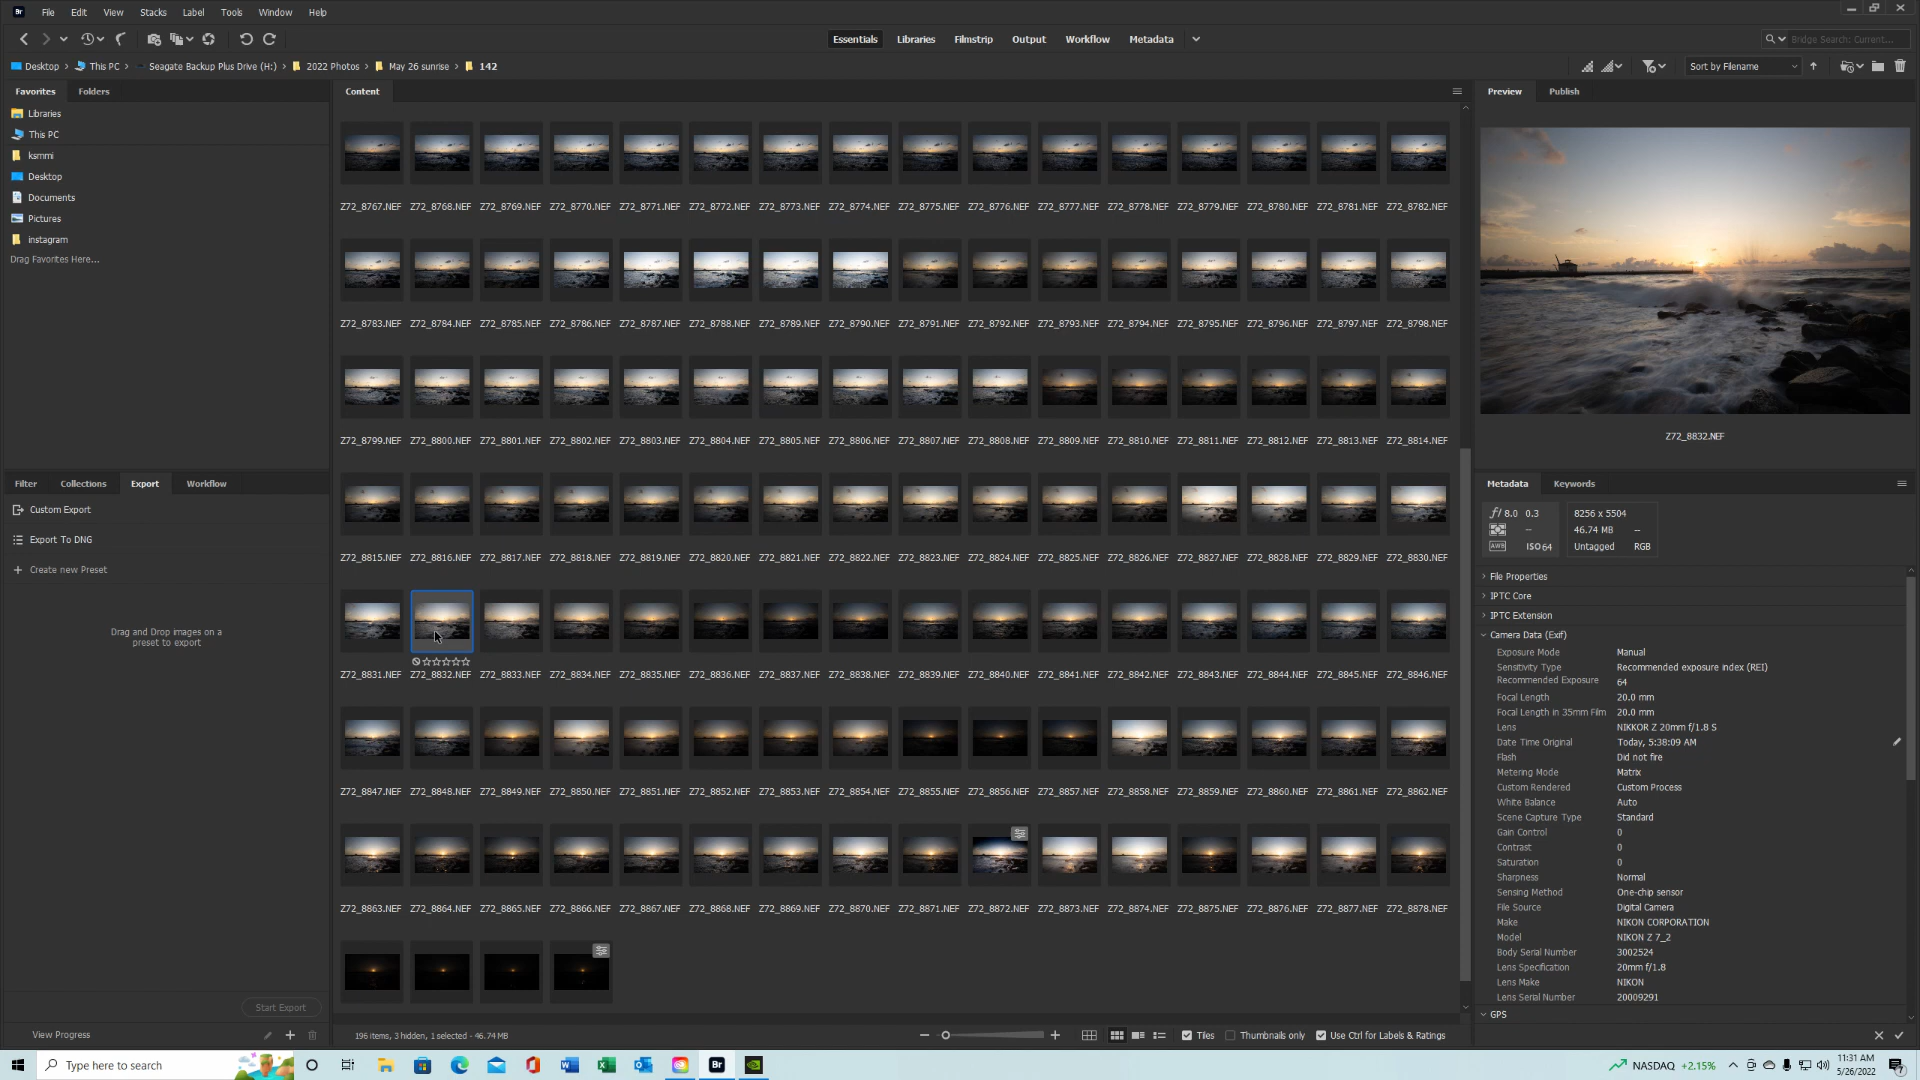 Br File Edit View Stacks Label Tools Window Help
Essentials Libraries Filmstrip Output Workflow Metadata Bridge Search: Current...
Desktop This PC Seagate Backup Plus Drive (H:) 2022 Photos May 26 sunrise 142 Sort by Filename
Favorites Folders
Libraries
This PC
ksmmi
Desktop
Documents
Pictures
instagram
Drag Favorites Here...
Filter Collections Export Workflow
Custom Export
Export To DNG
Create new Preset
Drag and Drop images on a
preset to export
Start Export
View Progress
Content
Z72_8767.NEF Z72_8768.NEF Z72_8769.NEF Z72_8770.NEF Z72_8771.NEF Z72_8772.NEF Z72_8773.NEF Z72_8774.NEF Z72_8775.NEF Z72_8776.NEF Z72_8777.NEF Z72_8778.NEF Z72_8779.NEF Z72_8780.NEF Z72_8781.NEF Z72_8782.NEF
Z72_8783.NEF Z72_8784.NEF Z72_8785.NEF Z72_8786.NEF Z72_8787.NEF Z72_8788.NEF Z72_8789.NEF Z72_8790.NEF Z72_8791.NEF Z72_8792.NEF Z72_8793.NEF Z72_8794.NEF Z72_8795.NEF Z72_8796.NEF Z72_8797.NEF Z72_8798.NEF
Z72_8799.NEF Z72_8800.NEF Z72_8801.NEF Z72_8802.NEF Z72_8803.NEF Z72_8804.NEF Z72_8805.NEF Z72_8806.NEF Z72_8807.NEF Z72_8808.NEF Z72_8809.NEF Z72_8810.NEF Z72_8811.NEF Z72_8812.NEF Z72_8813.NEF Z72_8814.NEF
Z72_8815.NEF Z72_8816.NEF Z72_8817.NEF Z72_8818.NEF Z72_8819.NEF Z72_8820.NEF Z72_8821.NEF Z72_8822.NEF Z72_8823.NEF Z72_8824.NEF Z72_8825.NEF Z72_8826.NEF Z72_8827.NEF Z72_8828.NEF Z72_8829.NEF Z72_8830.NEF
Z72_8831.NEF Z72_8832.NEF Z72_8833.NEF Z72_8834.NEF Z72_8835.NEF Z72_8836.NEF Z72_8837.NEF Z72_8838.NEF Z72_8839.NEF Z72_8840.NEF Z72_8841.NEF Z72_8842.NEF Z72_8843.NEF Z72_8844.NEF Z72_8845.NEF Z72_8846.NEF
Z72_8847.NEF Z72_8848.NEF Z72_8849.NEF Z72_8850.NEF Z72_8851.NEF Z72_8852.NEF Z72_8853.NEF Z72_8854.NEF Z72_8855.NEF Z72_8856.NEF Z72_8857.NEF Z72_8858.NEF Z72_8859.NEF Z72_8860.NEF Z72_8861.NEF Z72_8862.NEF
Z72_8863.NEF Z72_8864.NEF Z72_8865.NEF Z72_8866.NEF Z72_8867.NEF Z72_8868.NEF Z72_8869.NEF Z72_8870.NEF Z72_8871.NEF Z72_8872.NEF Z72_8873.NEF Z72_8874.NEF Z72_8875.NEF Z72_8876.NEF Z72_8877.NEF Z72_8878.NEF
196 items, 3 hidden, 1 selected - 46.74 MB Tiles Thumbnails only Use Ctrl for Labels & Ratings
Preview Publish
Z72_8832.NEF
Metadata Keywords
f/ 8.0 0.3 8256 x 5504
-- 46.74 MB --
AWB ISO64 Untagged RGB
File Properties
IPTC Core
IPTC Extension
Camera Data (Exif)
Exposure Mode Manual
Sensitivity Type Recommended exposure index (REI)
Recommended Exposure 64
Focal Length 20.0 mm
Focal Length in 35mm Film 20.0 mm
Lens NIKKOR Z 20mm f/1.8 S
Date Time Original Today, 5:38:09 AM
Flash Did not fire
Metering Mode Matrix
Custom Rendered Custom Process
White Balance Auto
Scene Capture Type Standard
Gain Control 0
Contrast 0
Saturation 0
Sharpness Normal
Sensing Method One-chip sensor
File Source Digital Camera
Make NIKON CORPORATION
Model NIKON Z 7_2
Body Serial Number 3002524
Lens Specification 20mm f/1.8
Lens Make NIKON
Lens Serial Number 20009291
GPS
Type here to search Br NASDAQ +2.15% 11:31 AM
5/26/2022